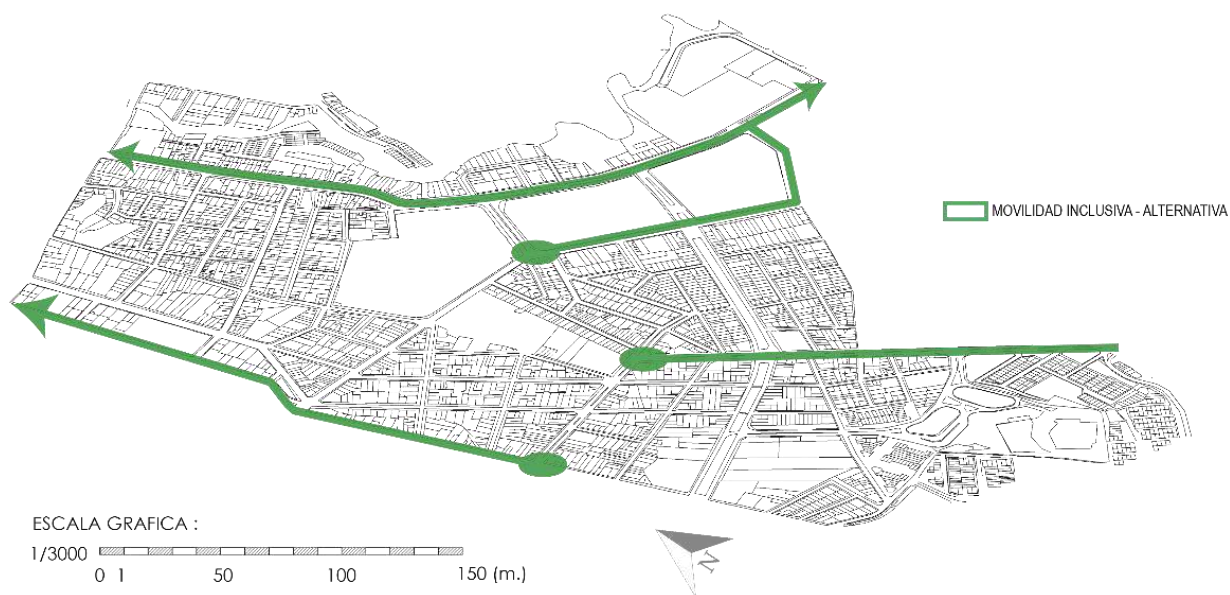 MOVILIDAD INCLUSIVA - ALTERNATIVA
ESCALA GRAFICA :
1/3000
0 1 50 100 150 (m.)
N